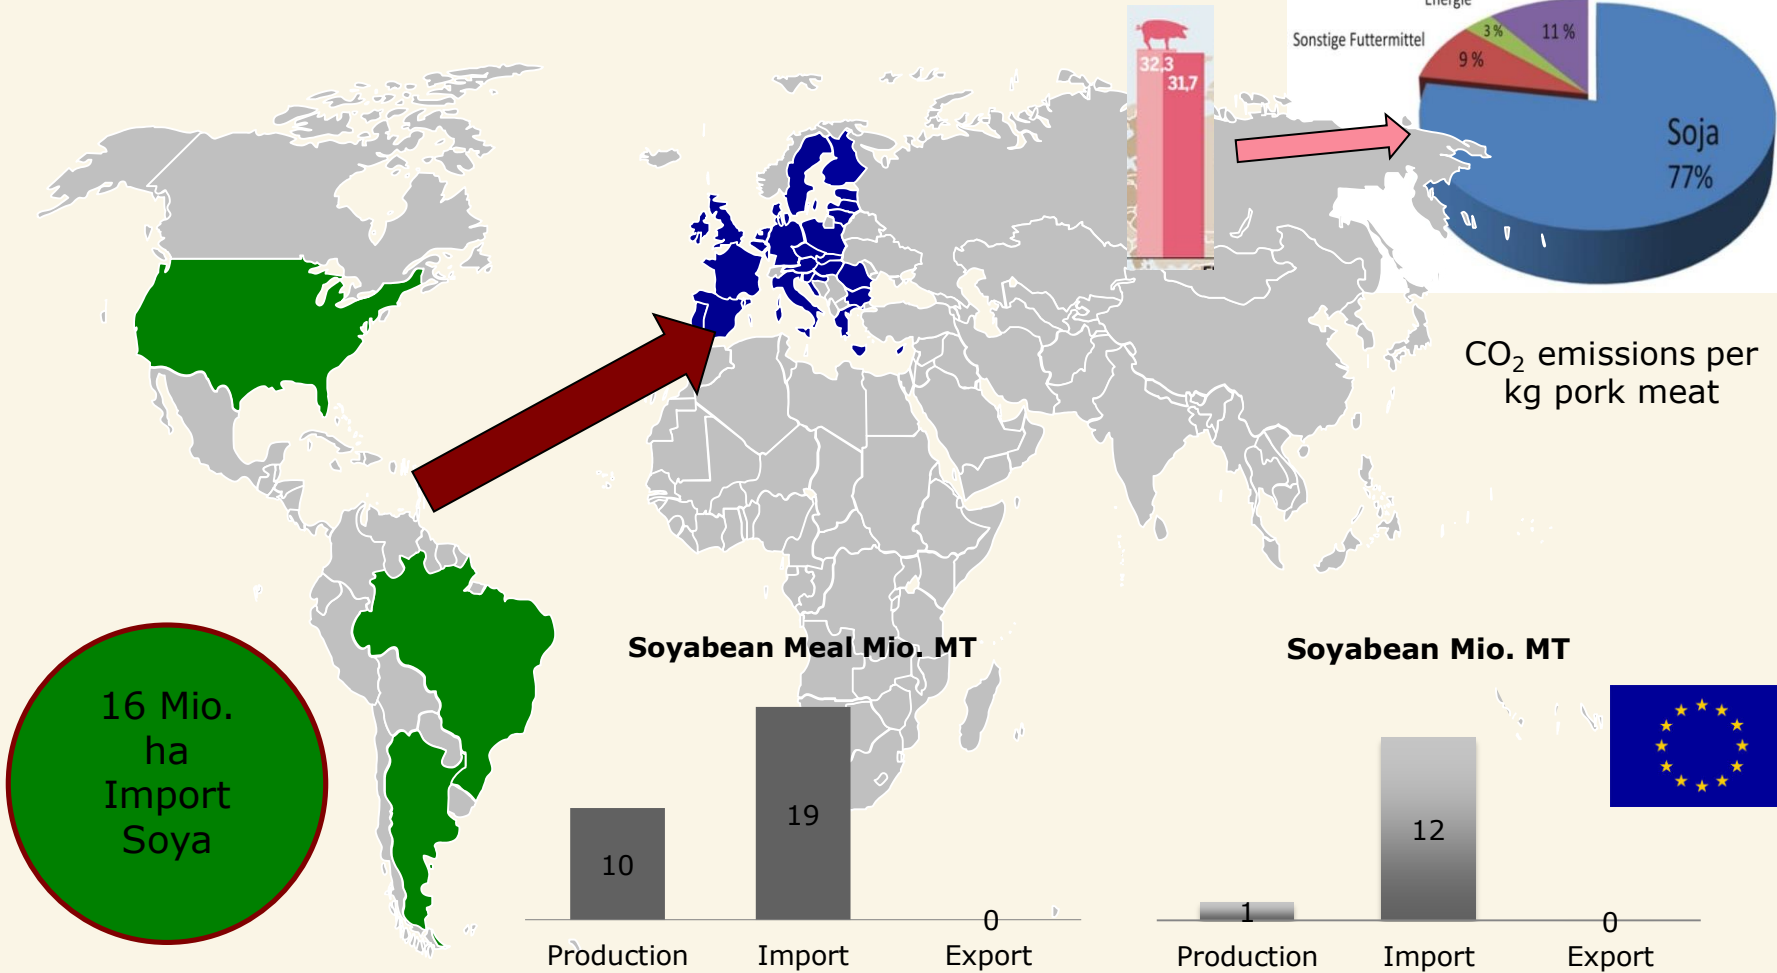 Energie
Sonstige Futtermittel
3 %
11 %
9 %
Soja
77%
32,3
31,7
CO₂ emissions per
kg pork meat
16 Mio.
ha
Import
Soya
Soyabean Meal Mio. MT
10
19
0
Production
Import
Export
Soyabean Mio. MT
1
12
0
Production
Import
Export